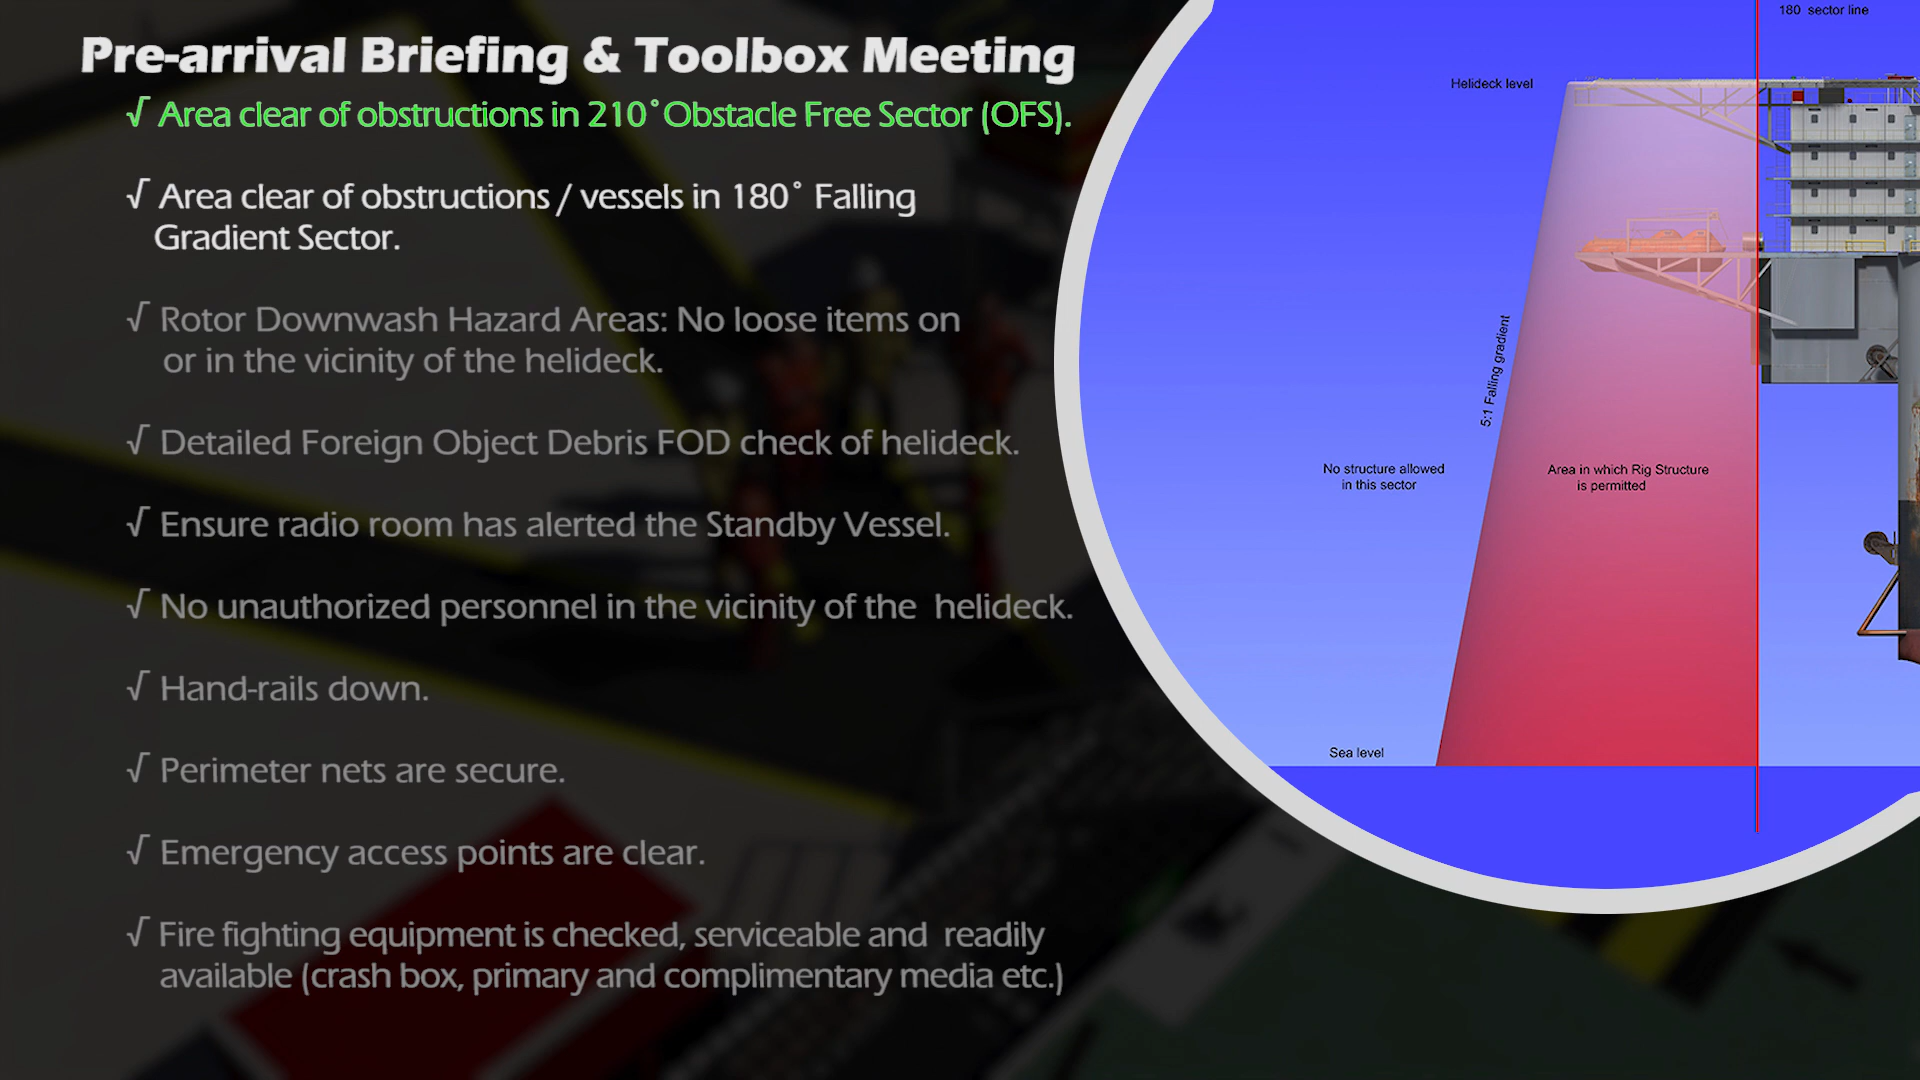 Pre-arrival Briefing & Toolbox Meeting
√ Area clear of obstructions in 210° Obstacle Free Sector (OFS).
√ Area clear of obstructions / vessels in 180° Falling
Gradient Sector.
√ Rotor Downwash Hazard Areas: No loose items on
or in the vicinity of the helideck.
√ Detailed Foreign Object Debris FOD check of helideck.
√ Ensure radio room has alerted the Standby Vessel.
√ No unauthorized personnel in the vicinity of the helideck.
√ Hand-rails down.
√ Perimeter nets are secure.
√ Emergency access points are clear.
√ Fire fighting equipment is checked, serviceable and readily
available (crash box, primary and complimentary media etc.)
180 sector line
Helideck level
5:1 Falling gradient
No structure allowed
in this sector
Area in which Rig Structure
is permitted
Sea level